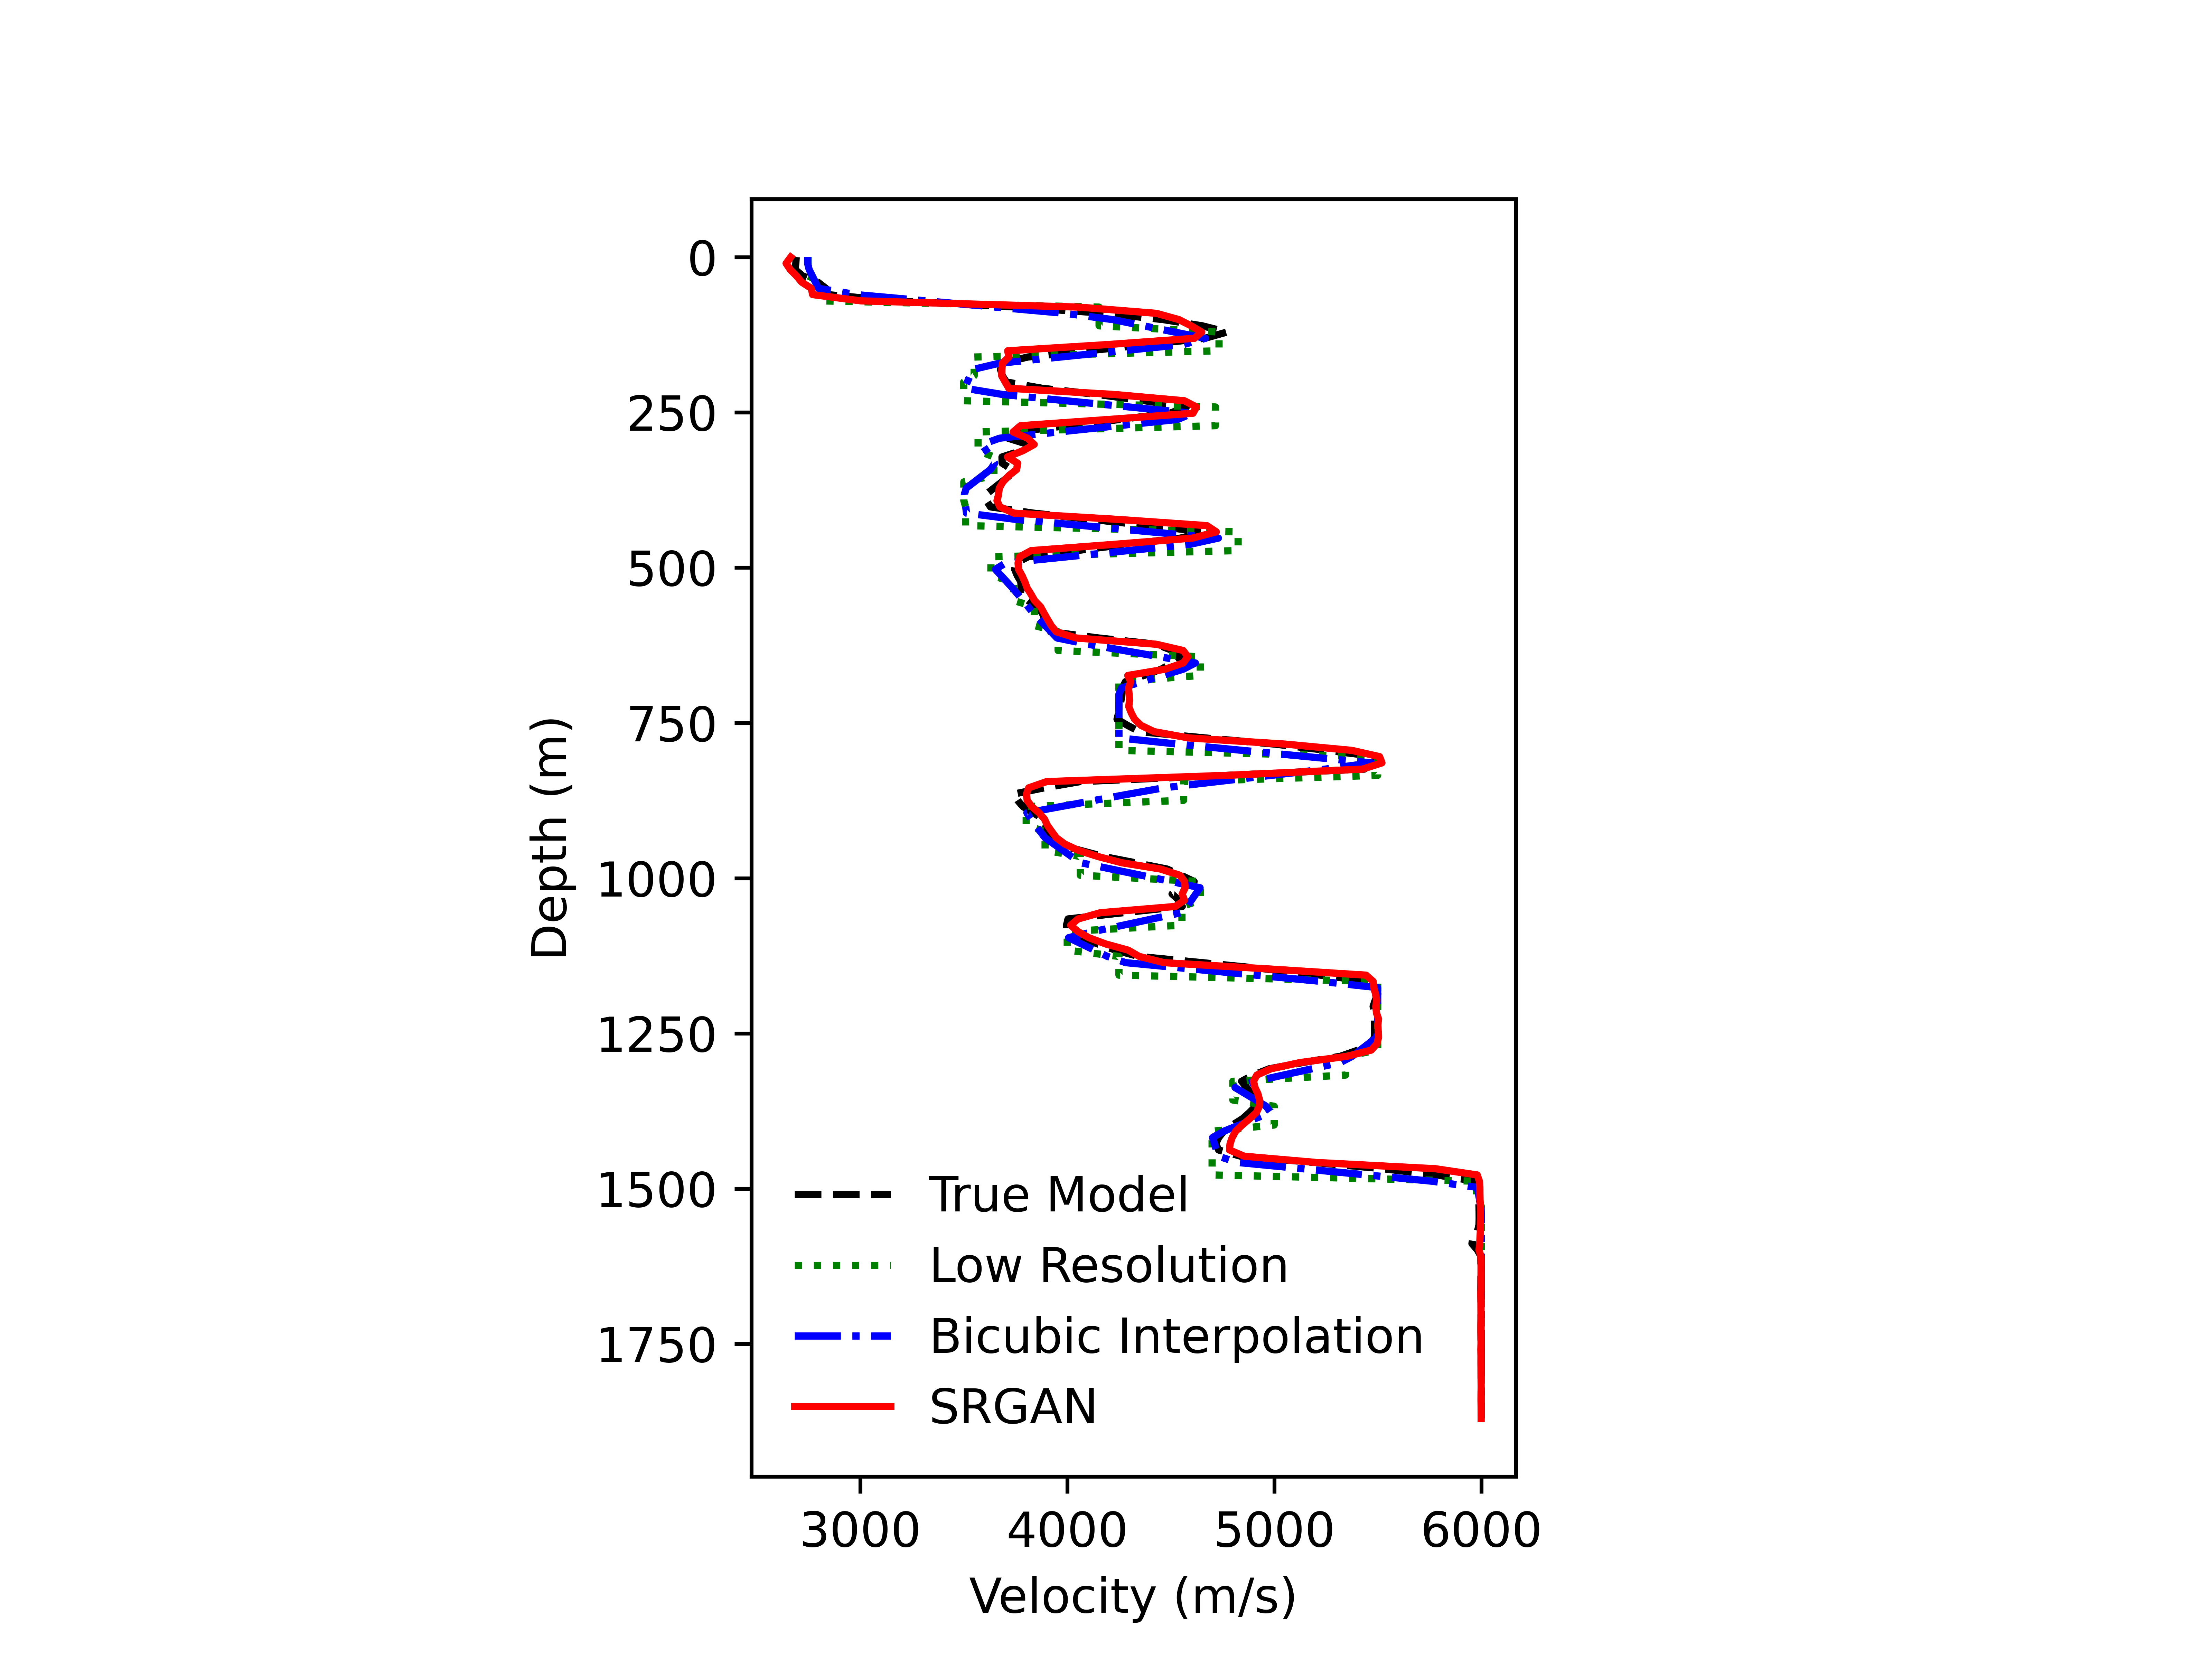 0
250
500
750
1000
1250
1500
1750
Depth (m)
True Model
Low Resolution
Bicubic Interpolation
SRGAN
3000 4000 5000 6000
Velocity (m/s)